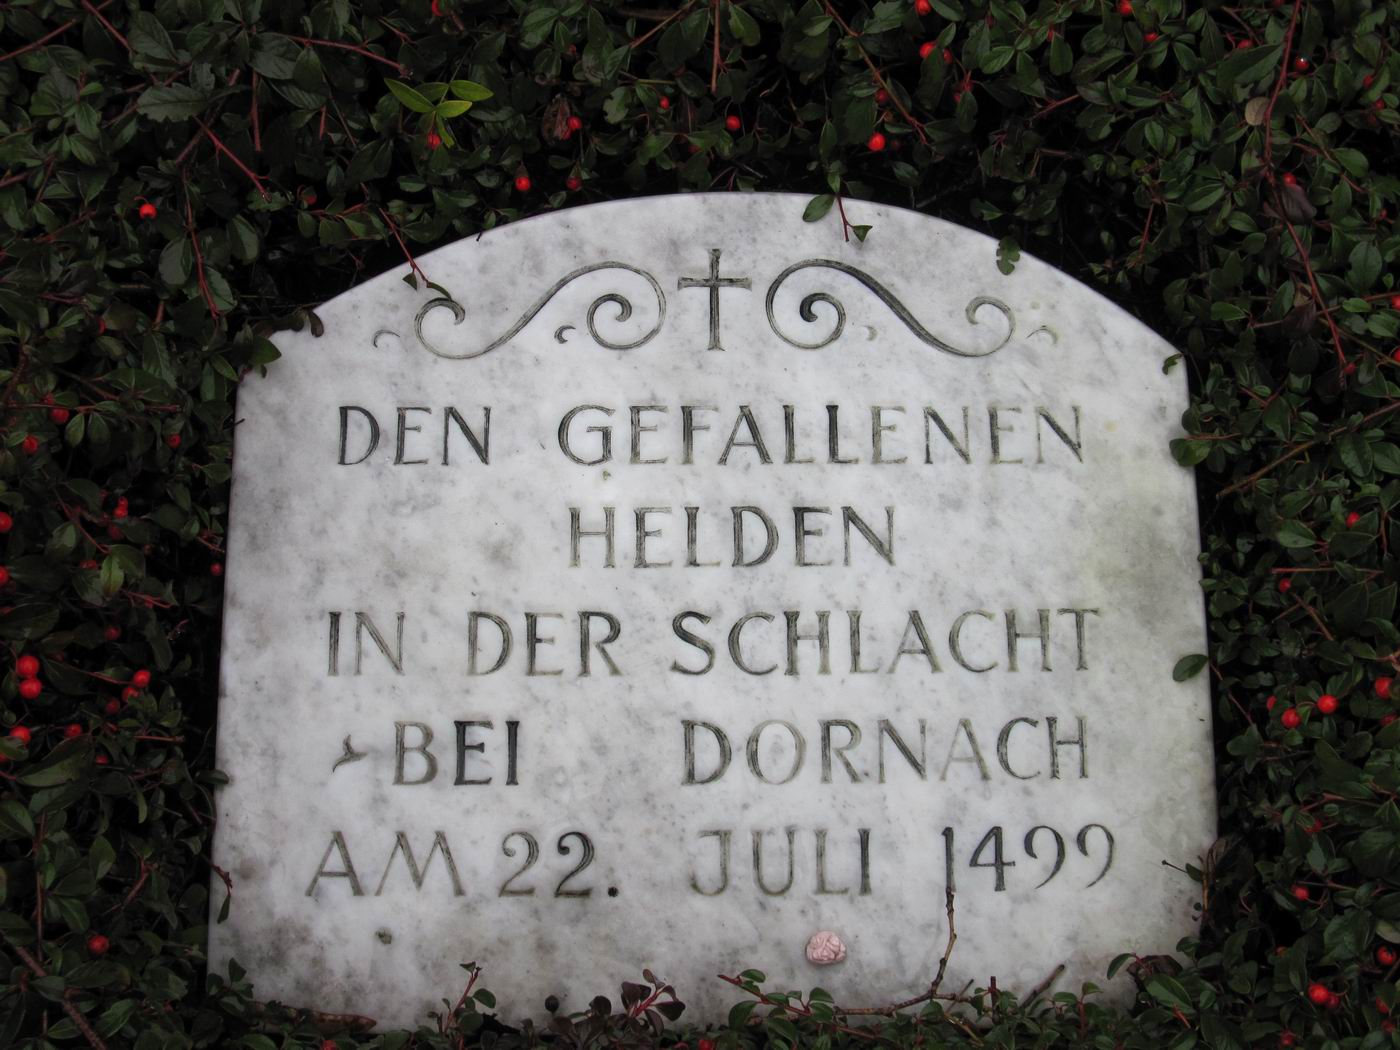 DEN GEFALLENEN
HELDEN
IN DER SCHLACHT
BEI DORNACH
AM 22. JULI 1499